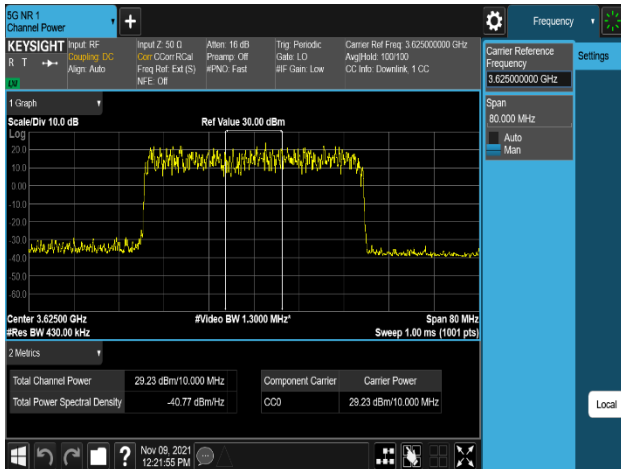 5G NR 1
Channel Power
Frequency
KEYSIGHT
R T
Input: RF
Coupling: DC
Align: Auto
Input Z: 50 Ω
Corr CCorr RCal
Freq Ref: Ext (S)
NFE: Off
Atten: 16 dB
Preamp: Off
#PNO: Fast
Trig: Periodic
Gate: LO
#IF Gain: Low
Carrier Ref Freq: 3.625000000 GHz
Avg|Hold: 100/100
CC Info: Downlink, 1 CC
Carrier Reference
Frequency
3.625000000 GHz
Settings
Span
80.000 MHz
Auto
Man
1 Graph
Scale/Div 10.0 dB
Ref Value 30.00 dBm
Log
20.0
10.0
0.00
-10.0
-20.0
-30.0
-40.0
-50.0
-60.0
Center 3.62500 GHz
#Video BW 1.3000 MHz*
Span 80 MHz
#Res BW 430.00 kHz
Sweep 1.00 ms (1001 pts)
2 Metrics
Total Channel Power 29.23 dBm/10.000 MHz
Total Power Spectral Density -40.77 dBm/Hz
Component Carrier Carrier Power
CC0 29.23 dBm/10.000 MHz
Local
?
Nov 09, 2021
12:21:55 PM